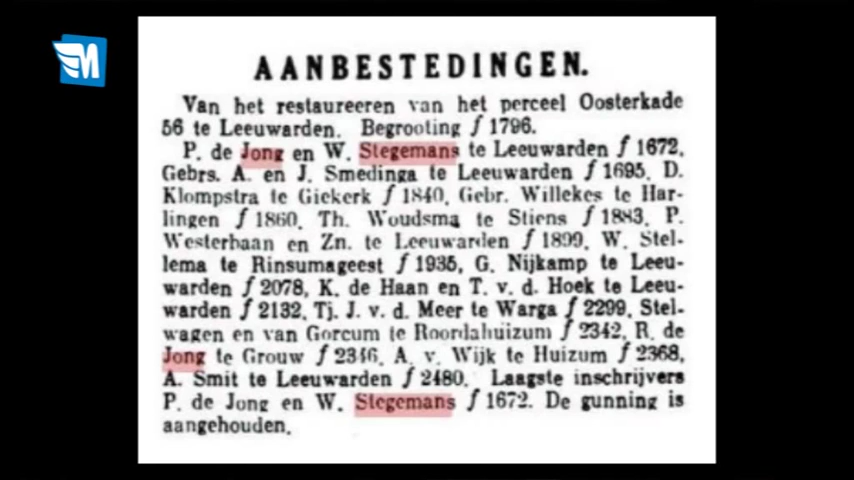 M
AANBESTEDINGEN.
Van het restaureeren van het perceel Oosterkade
56 te Leeuwarden. Begrooting ƒ 1796.
P. de Jong en W. Stegemans te Leeuwarden ƒ 1672,
Gebrs. A. en J. Smedinga te Leeuwarden ƒ 1695, D.
Klompstra te Giekerk ƒ 1840, Gebr. Willekes te Har-
lingen ƒ 1860, Th. Woudsma te Stiens ƒ 1883, P.
Westerbaan en Zn. te Leeuwarden ƒ 1899, W. Stel-
lema te Rinsumageest ƒ 1935, G. Nijkamp te Leeu-
warden ƒ 2078, K. de Haan en T. v. d. Hoek te Leeu-
warden ƒ 2132, Tj. J. v. d. Meer te Warga ƒ 2299, Stel-
wagen en van Gorcum te Roordahuizum ƒ 2342, R. de
Jong te Grouw ƒ 2346, A. v. Wijk te Huizum ƒ 2368,
A. Smit te Leeuwarden ƒ 2480. Laagste inschrijvers
P. de Jong en W. Stegemans ƒ 1672. De gunning is
aangehouden.